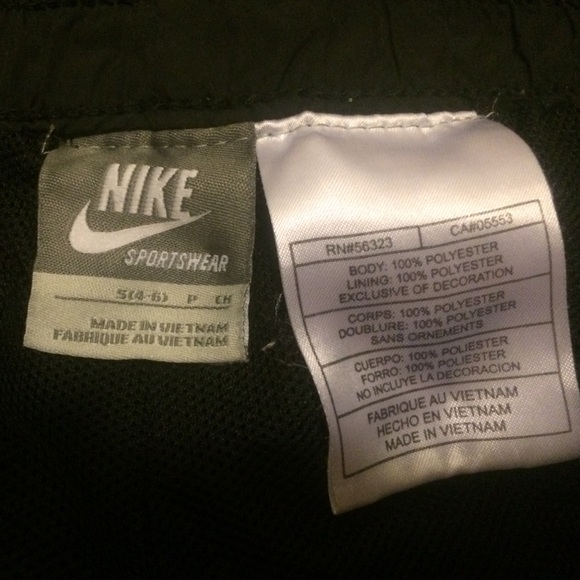 NIKE
SPORTSWEAR
S(4-6) P CH
MADE IN VIETNAM
FABRIQUE AU VIETNAM
RN#56323 CA#05553
BODY: 100% POLYESTER
LINING: 100% POLYESTER
EXCLUSIVE OF DECORATION
CORPS: 100% POLYESTER
DOUBLURE: 100% POLYESTER
SANS ORNEMENTS
CUERPO: 100% POLIESTER
FORRO: 100% POLIESTER
NO INCLUYE LA DECORACION
FABRIQUE AU VIETNAM
HECHO EN VIETNAM
MADE IN VIETNAM